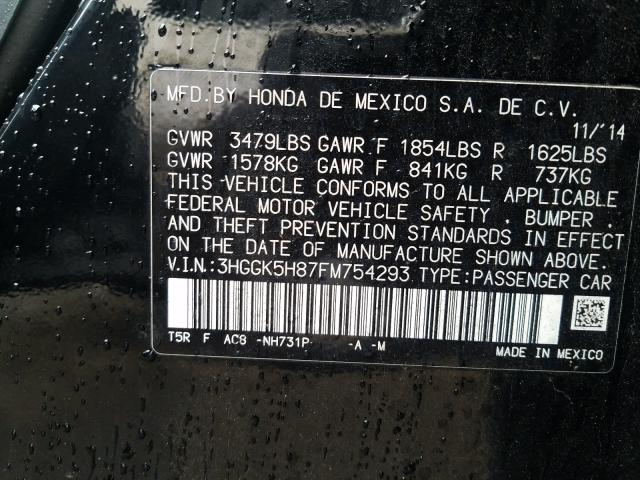 MFD. BY HONDA DE MEXICO S.A. DE C.V.
11/'14
GVWR 3479LBS GAWR F 1854LBS R 1625LBS
GVWR 1578KG GAWR F 841KG R 737KG
THIS VEHICLE CONFORMS TO ALL APPLICABLE
FEDERAL MOTOR VEHICLE SAFETY , BUMPER ,
AND THEFT PREVENTION STANDARDS IN EFFECT
ON THE DATE OF MANUFACTURE SHOWN ABOVE.
V.I.N.:3HGGK5H87FM754293 TYPE:PASSENGER CAR
T5R F AC8 -NH731P -A -M
MADE IN MEXICO